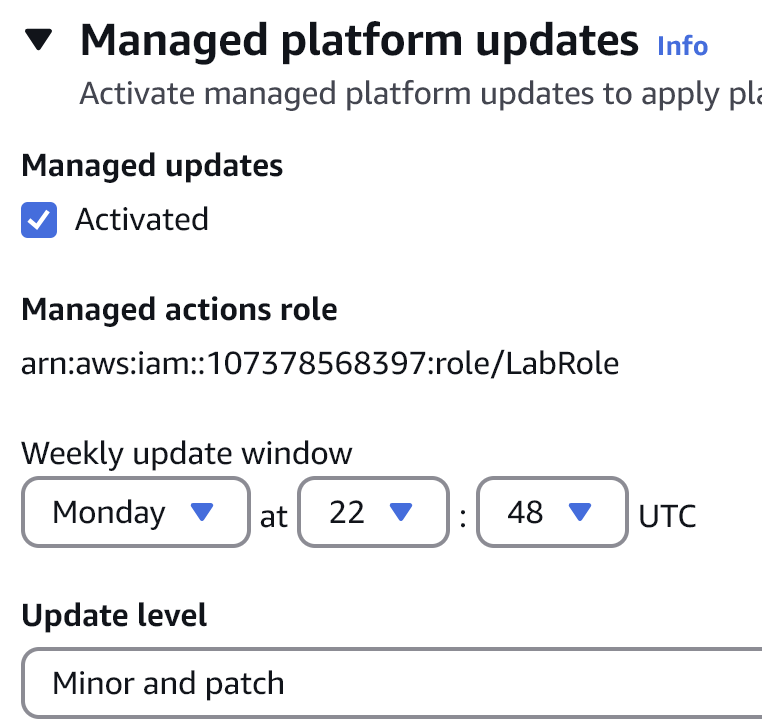 Managed platform updates Info
Activate managed platform updates to apply
Managed updates
Activated
Managed actions role
arn:aws:iam::107378568397:role/LabRole
Weekly update window
Monday at 22 : 48 UTC
Update level
Minor and patch